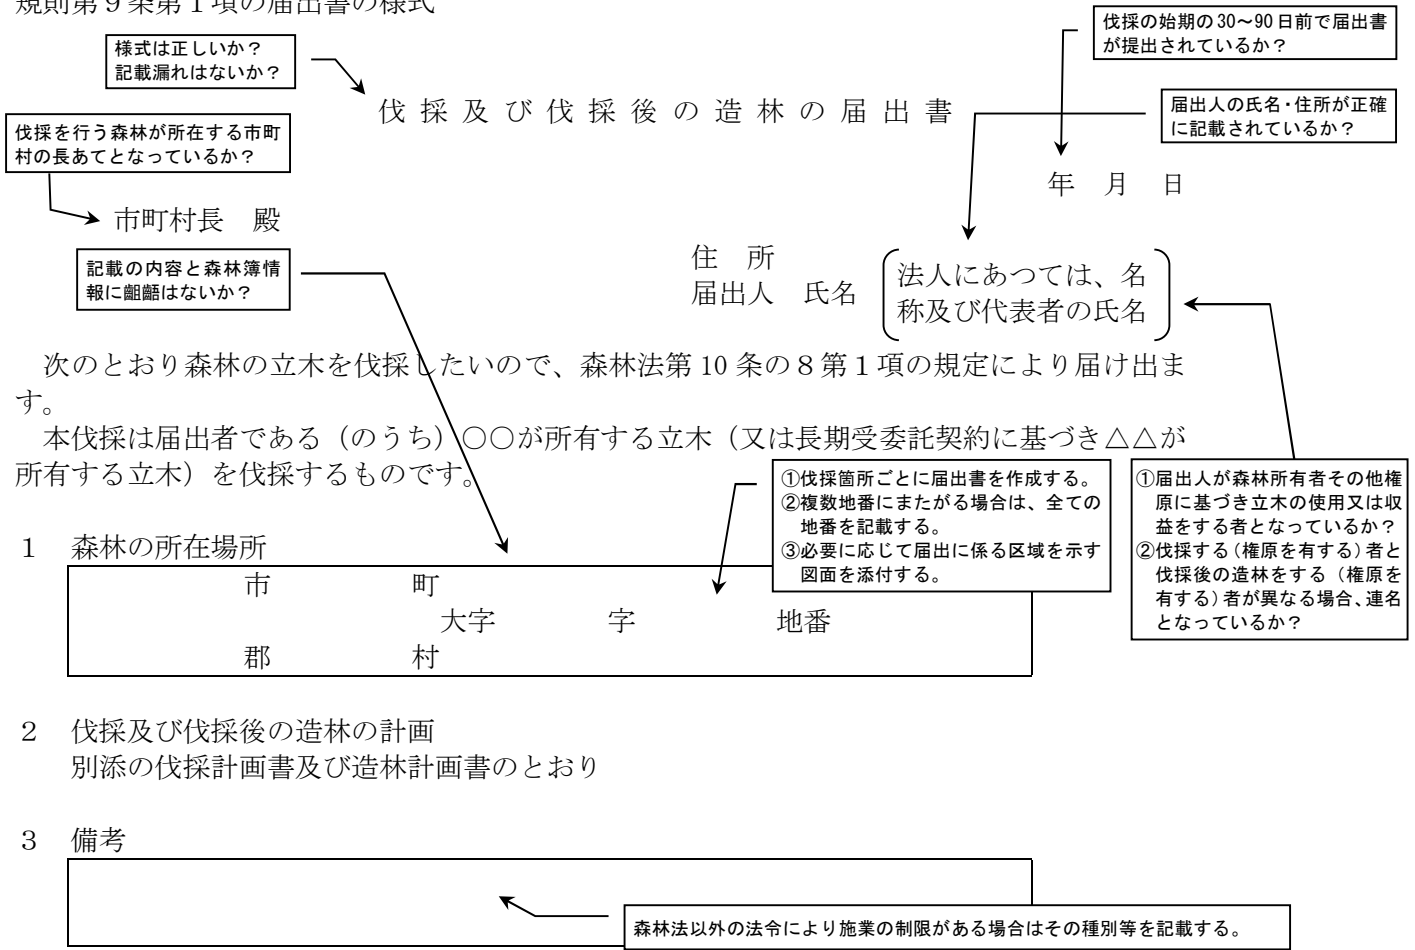 規則第9条第1項の届出書の様式
伐採の始期の30～90日前で届出書
が提出されているか？
様式は正しいか？
記載漏れはないか？
伐採及び伐採後の造林の届出書
届出人の氏名・住所が正確
に記載されているか？
伐採を行う森林が所在する市町
村の長あてとなっているか？
年　月　日
市町村長　殿
住　所
届出人　氏名
法人にあつては、名
称及び代表者の氏名
記載の内容と森林簿情
報に齟齬はないか？
次のとおり森林の立木を伐採したいので、森林法第10条の8第1項の規定により届け出ま
す。
本伐採は届出者である（のうち）〇〇が所有する立木（又は長期受委託契約に基づき△△が
所有する立木）を伐採するものです。
①伐採箇所ごとに届出書を作成する。
②複数地番にまたがる場合は、全ての
地番を記載する。
③必要に応じて届出に係る区域を示す
図面を添付する。
①届出人が森林所有者その他権
原に基づき立木の使用又は収
益をする者となっているか？
②伐採する（権原を有する）者と
伐採後の造林をする（権原を
有する）者が異なる場合、連名
となっているか？
１　森林の所在場所
市　町
大字　字　地番
郡　村
２　伐採及び伐採後の造林の計画
別添の伐採計画書及び造林計画書のとおり
３　備考
森林法以外の法令により施業の制限がある場合はその種別等を記載する。